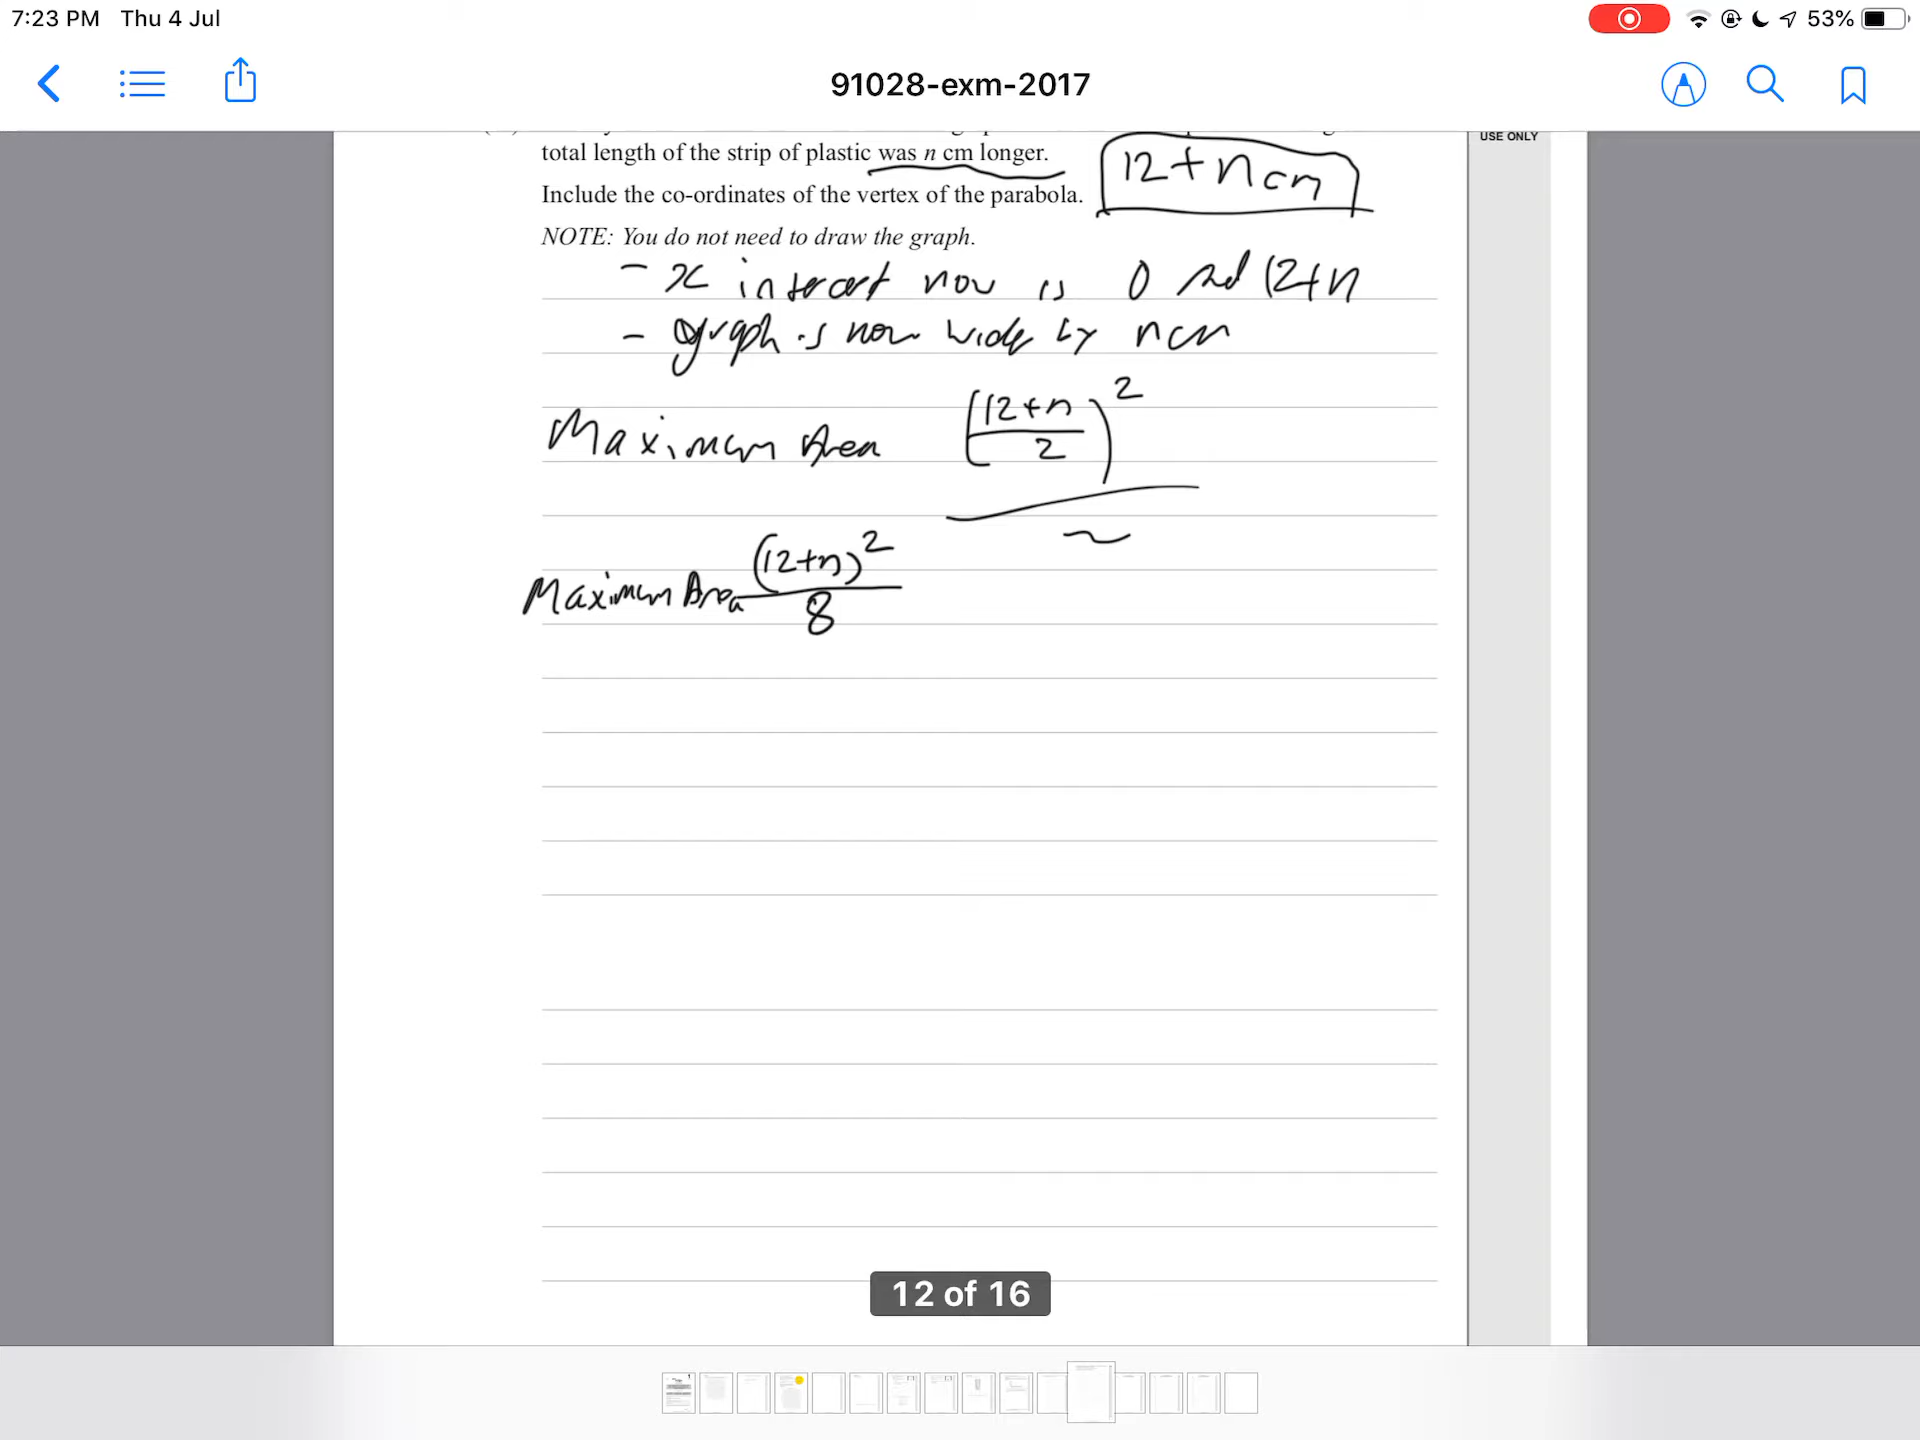 7:23 PM Thu 4 Jul
53%
91028-exm-2017
USE ONLY
total length of the strip of plastic was n cm longer.
12+n cm
Include the co-ordinates of the vertex of the parabola.
NOTE: You do not need to draw the graph.
- x intercept now is 0 and 12+n
- graph is now wide by n cm
Maximum Area ((12+n)/2)^2
2
Maximum Area (12+n)^2
8
12 of 16